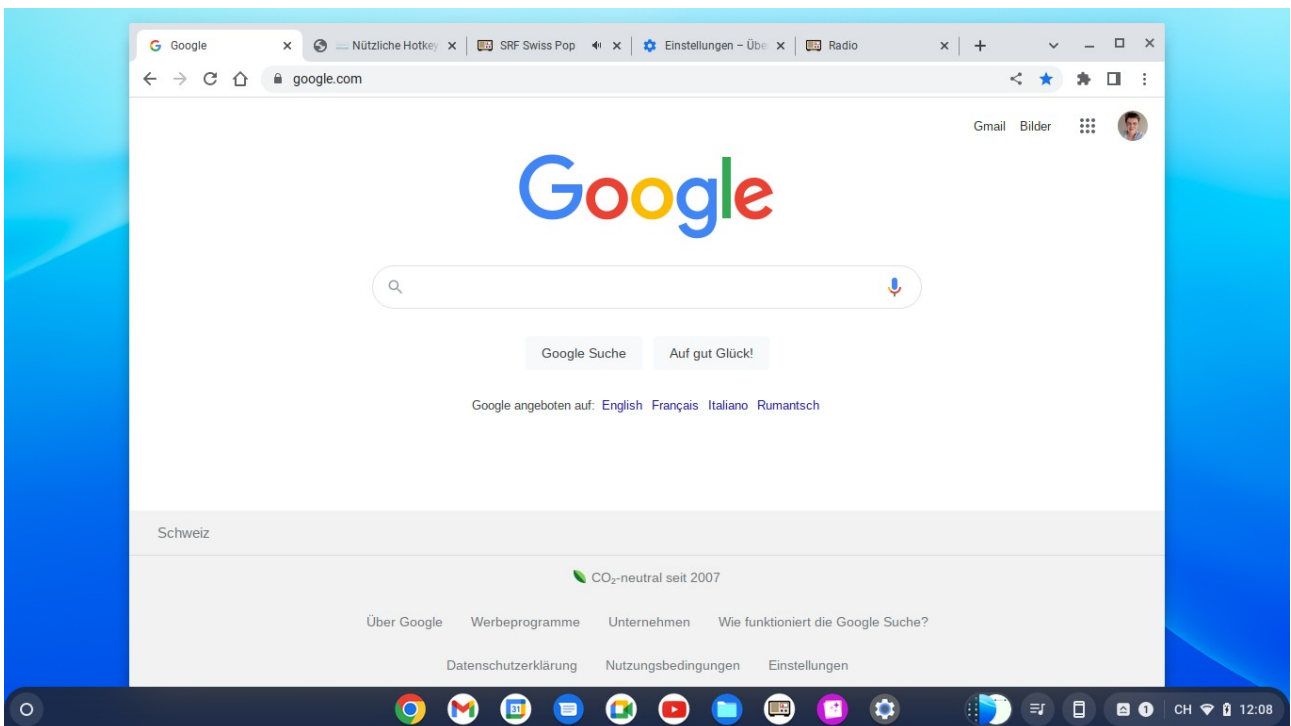 Google Nützliche Hotkey SRF Swiss Pop Einstellungen – Übe Radio
google.com
Gmail Bilder
Google
Google Suche Auf gut Glück!
Google angeboten auf: English Français Italiano Rumantsch
Schweiz
CO₂-neutral seit 2007
Über Google Werbeprogramme Unternehmen Wie funktioniert die Google Suche?
Datenschutzerklärung Nutzungsbedingungen Einstellungen
31 1 CH 12:08